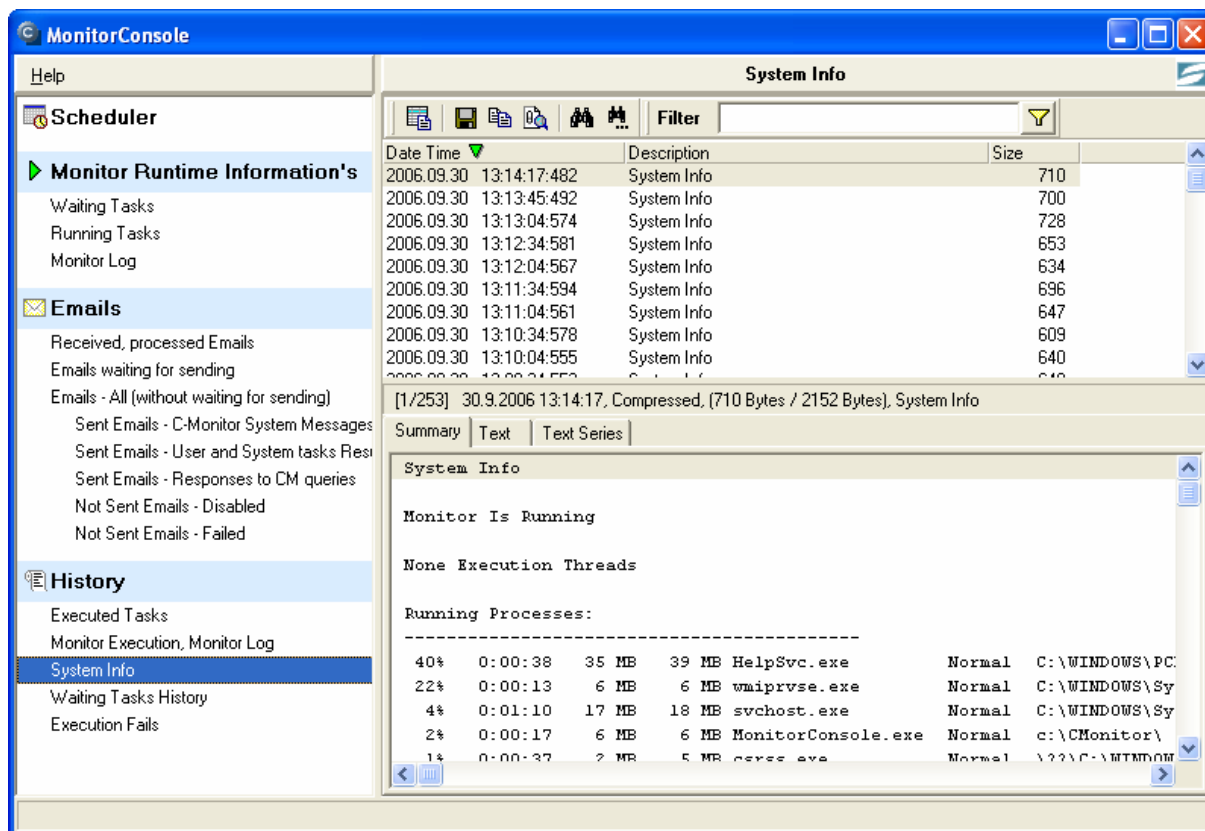 MonitorConsole
Help
System Info
Scheduler
Monitor Runtime Information's
Waiting Tasks
Running Tasks
Monitor Log
Emails
Received, processed Emails
Emails waiting for sending
Emails - All (without waiting for sending)
Sent Emails - C-Monitor System Messages
Sent Emails - User and System tasks Resu
Sent Emails - Responses to CM queries
Not Sent Emails - Disabled
Not Sent Emails - Failed
History
Executed Tasks
Monitor Execution, Monitor Log
System Info
Waiting Tasks History
Execution Fails
Filter
Date Time Description Size
2006.09.30 13:14:17:482 System Info 710
2006.09.30 13:13:45:492 System Info 700
2006.09.30 13:13:04:574 System Info 728
2006.09.30 13:12:34:581 System Info 653
2006.09.30 13:12:04:567 System Info 634
2006.09.30 13:11:34:594 System Info 696
2006.09.30 13:11:04:561 System Info 647
2006.09.30 13:10:34:578 System Info 609
2006.09.30 13:10:04:555 System Info 640
[1/253] 30.9.2006 13:14:17, Compressed, (710 Bytes / 2152 Bytes), System Info
Summary Text Text Series
System Info
Monitor Is Running
None Execution Threads
Running Processes:
-------------------------------------------
40% 0:00:38 35 MB 39 MB HelpSvc.exe Normal C:\WINDOWS\PC
22% 0:00:13 6 MB 6 MB wmiprvse.exe Normal C:\WINDOWS\Sy
4% 0:01:10 17 MB 18 MB svchost.exe Normal C:\WINDOWS\Sy
2% 0:00:17 6 MB 6 MB MonitorConsole.exe Normal c:\CMonitor\
1% 0:00:37 2 MB 5 MB csrss.exe Normal \??\C:\WINDOW